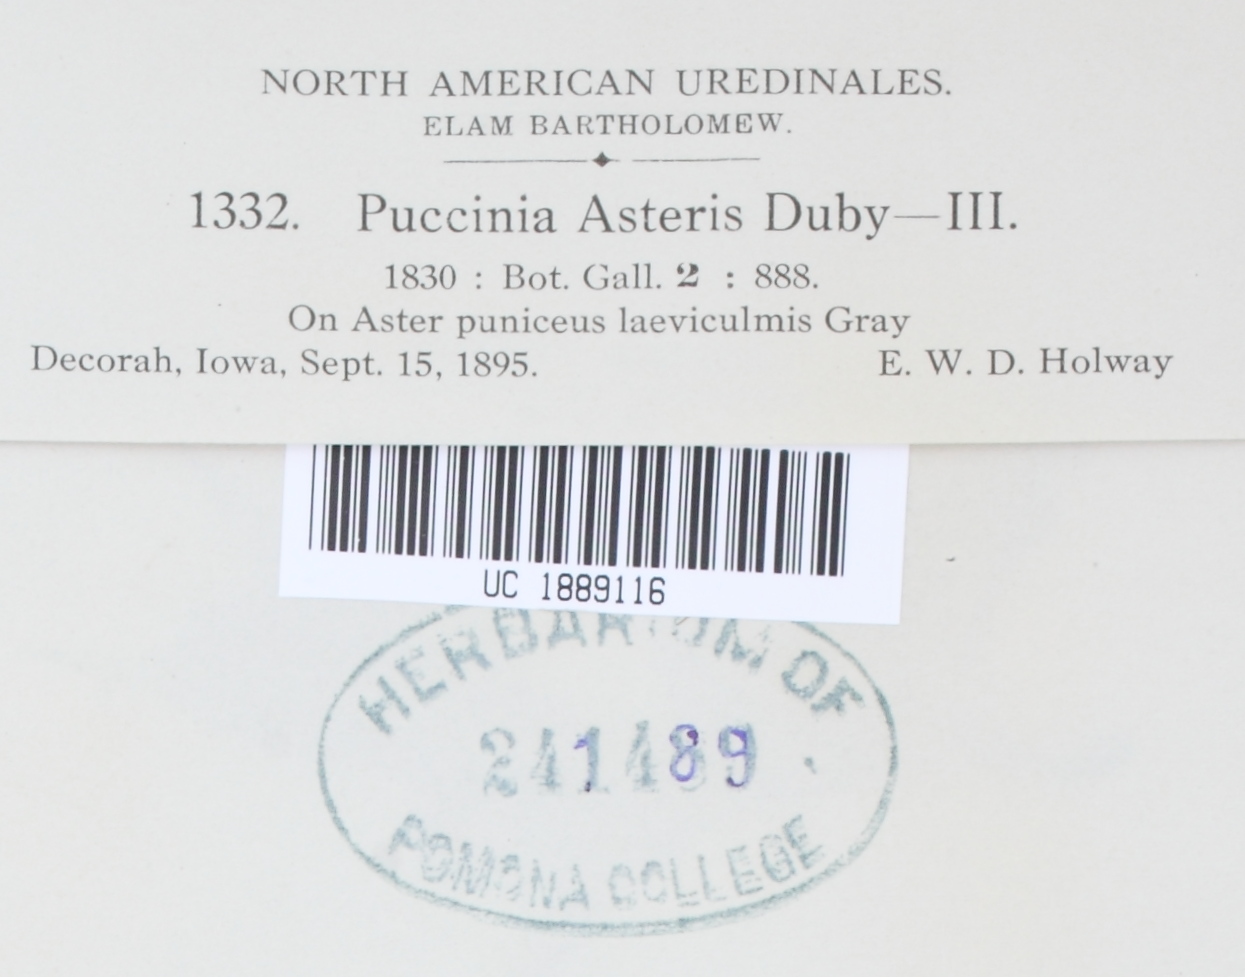 NORTH AMERICAN UREDINALES.
ELAM BARTHOLOMEW.
1332. Puccinia Asteris Duby—III.
1830 : Bot. Gall. 2 : 888.
On Aster puniceus laeviculmis Gray
Decorah, Iowa, Sept. 15, 1895. E. W. D. Holway
UC 1889116
HERBARIUM OF
241489
POMONA COLLEGE